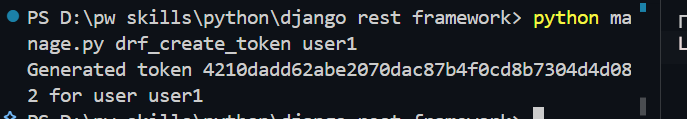 PS D:\pw skills\python\django rest framework> python ma
nage.py drf_create_token user1
Generated token 4210dadd62abe2070dac87b4f0cd8b7304d4d08
2 for user user1